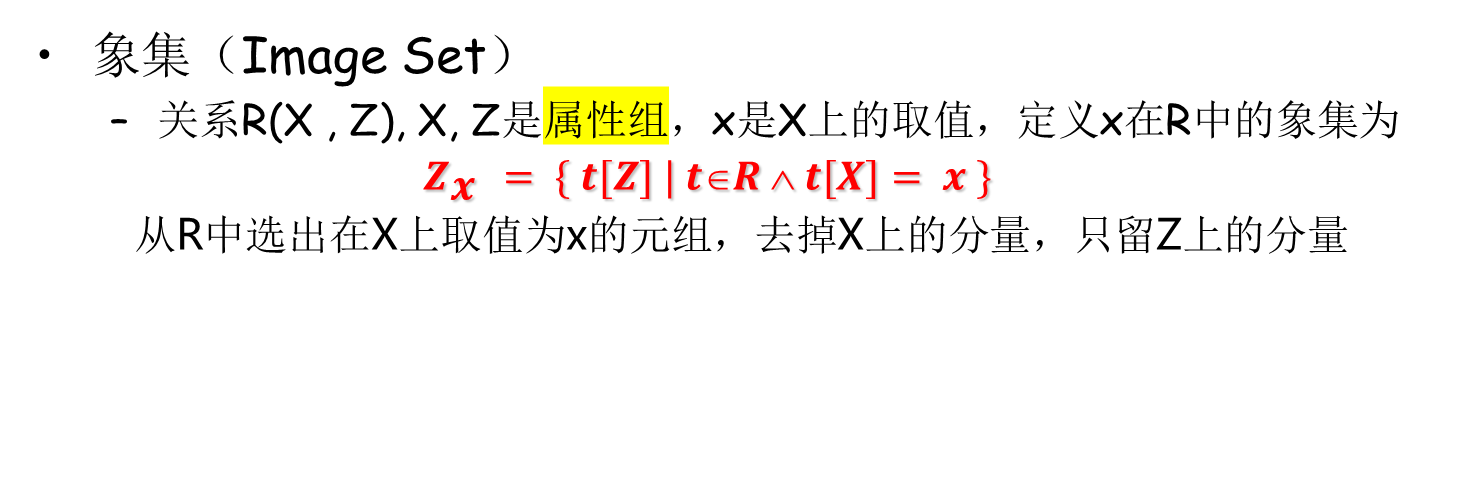 • 象集（Image Set）
– 关系R(X , Z), X, Z是属性组，x是X上的取值，定义x在R中的象集为
Zₓ = { t[Z] | t∈R ∧ t[X] = x }
从R中选出在X上取值为x的元组，去掉X上的分量，只留Z上的分量